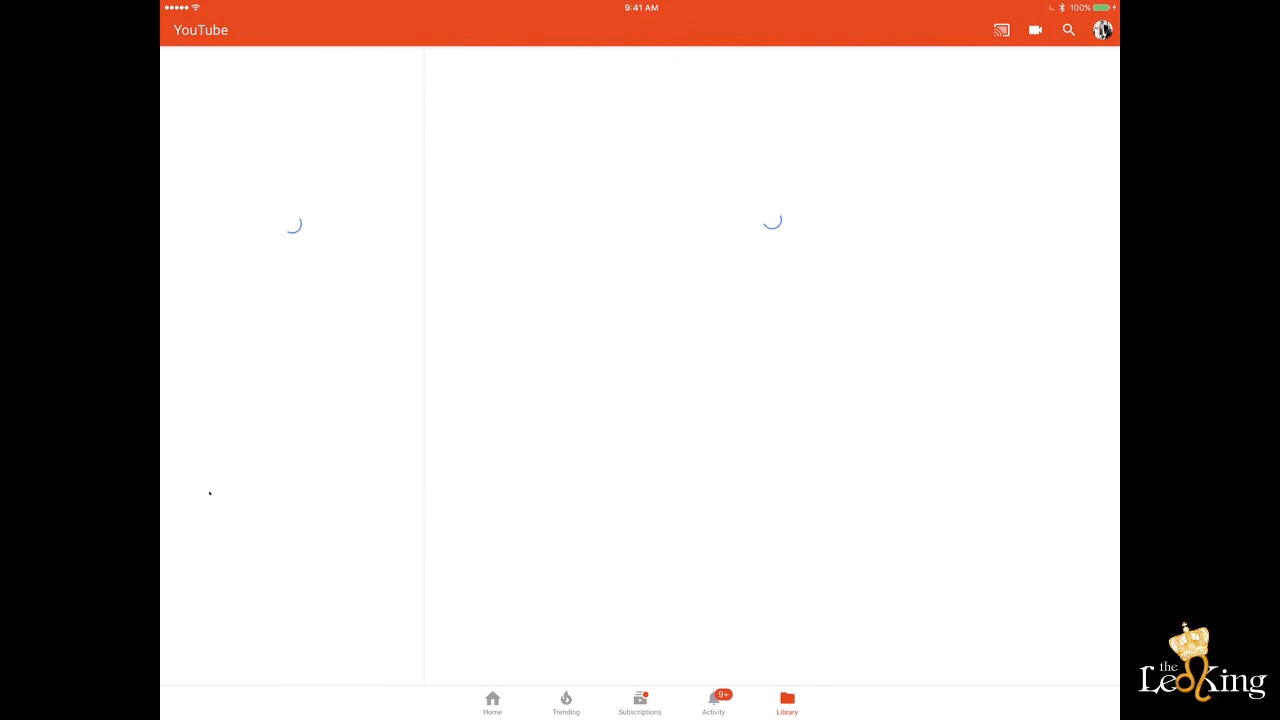 9:41 AM
100%
YouTube
Home
Trending
Subscriptions
9+
Activity
Library
the
LeoKing